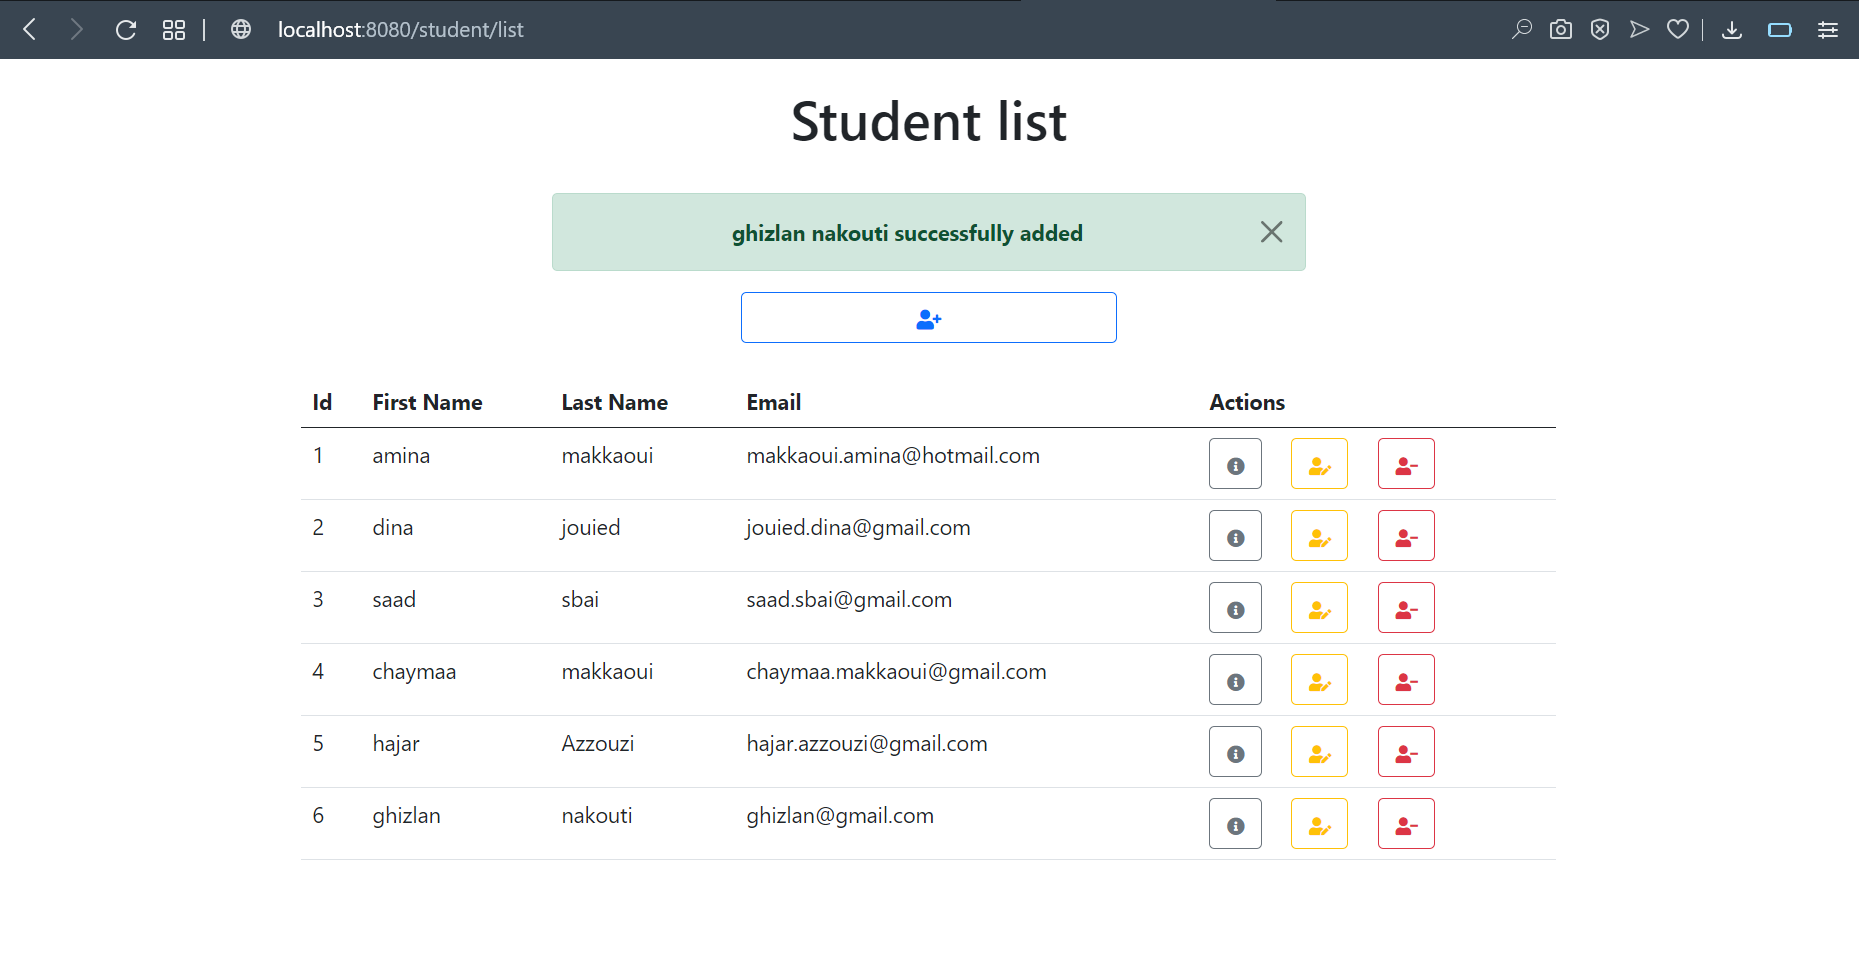 localhost:8080/student/list
Student list
ghizlan nakouti successfully added
Id First Name Last Name Email Actions
1 amina makkaoui makkaoui.amina@hotmail.com
2 dina jouied jouied.dina@gmail.com
3 saad sbai saad.sbai@gmail.com
4 chaymaa makkaoui chaymaa.makkaoui@gmail.com
5 hajar Azzouzi hajar.azzouzi@gmail.com
6 ghizlan nakouti ghizlan@gmail.com